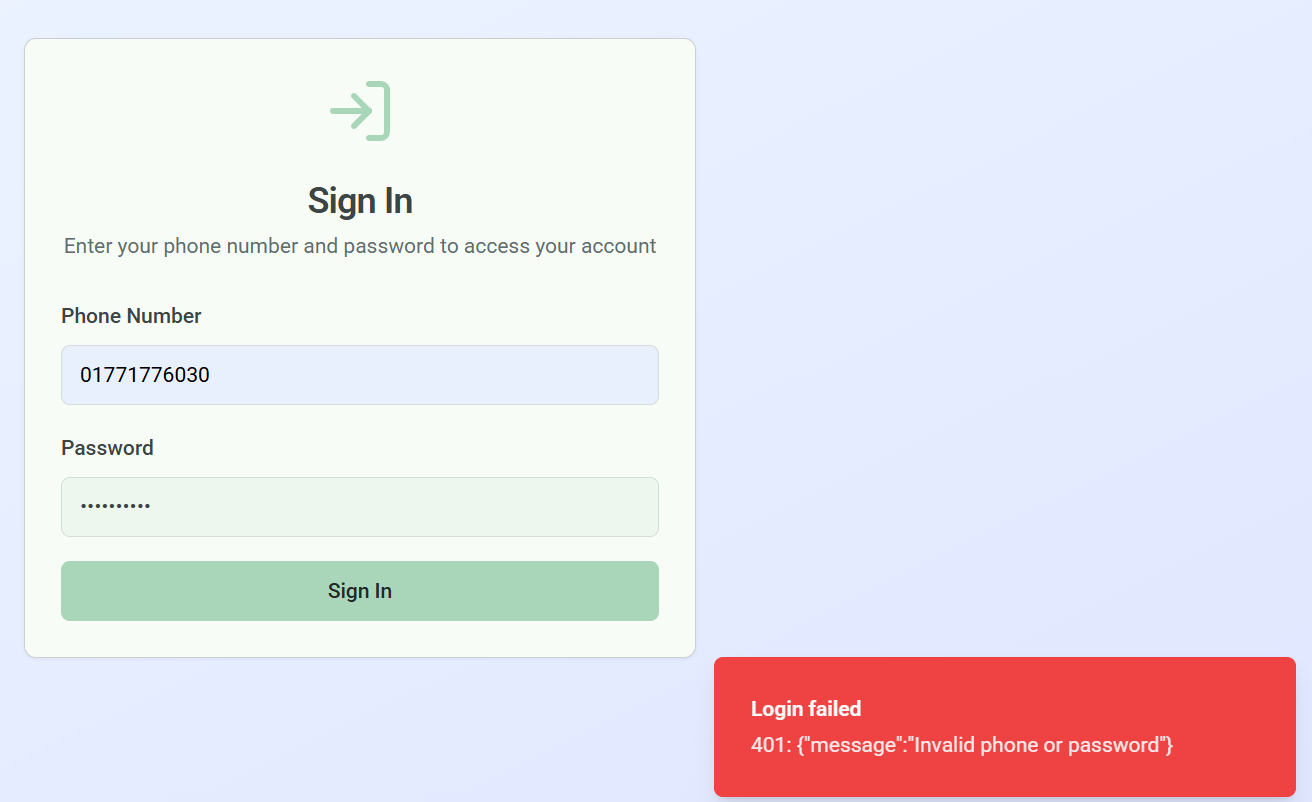 Sign In
Enter your phone number and password to access your account
Phone Number
01771776030
Password
••••••••••
Sign In
Login failed
401: {"message":"Invalid phone or password"}